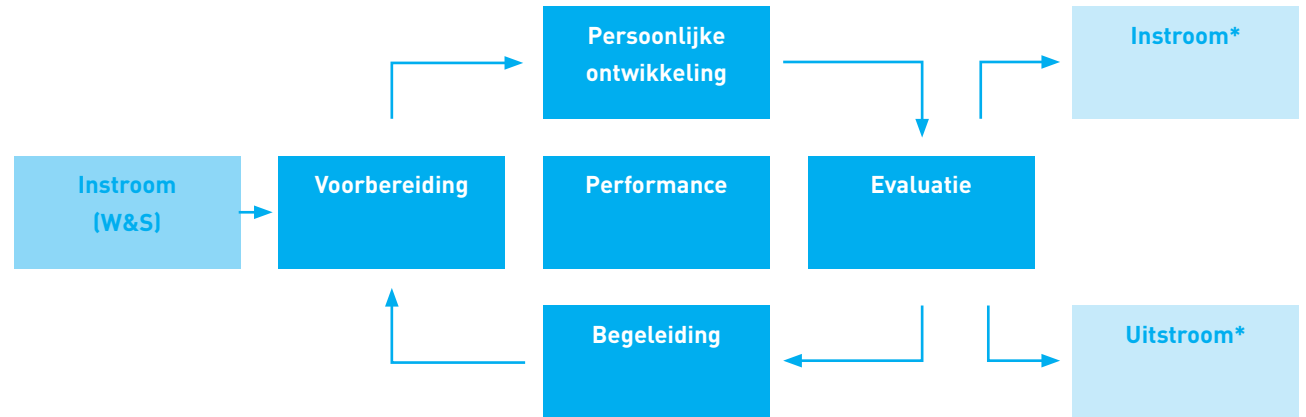 Persoonlijke
ontwikkeling
Instroom*
Instroom
(W&S)
Voorbereiding
Performance
Evaluatie
Begeleiding
Uitstroom*